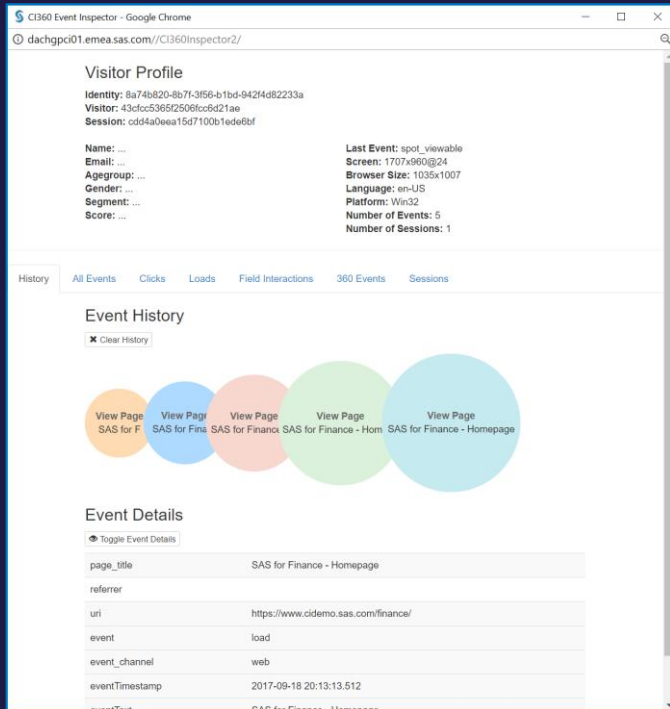 CI360 Event Inspector - Google Chrome
dachgpci01.emea.sas.com//CI360Inspector2/
Visitor Profile
Identity: 8a74b820-8b7f-3f56-b1bd-942f4d82233a
Visitor: 43cfcc5365f2506fcc6d21ae
Session: cdd4a0eea15d7100b1ede6bf
Name: ...
Email: ...
Agegroup: ...
Gender: ...
Segment: ...
Score: ...
Last Event: spot_viewable
Screen: 1707x960@24
Browser Size: 1035x1007
Language: en-US
Platform: Win32
Number of Events: 5
Number of Sessions: 1
History All Events Clicks Loads Field Interactions 360 Events Sessions
Event History
✖ Clear History
View Page View Page View Page View Page View Page
SAS for F SAS for Fina SAS for Finance SAS for Finance - Hom SAS for Finance - Homepage
Event Details
Toggle Event Details
page_title SAS for Finance - Homepage
referrer
uri https://www.cidemo.sas.com/finance/
event load
event_channel web
eventTimestamp 2017-09-18 20:13:13.512
eventText SAS for Finance - Homepage